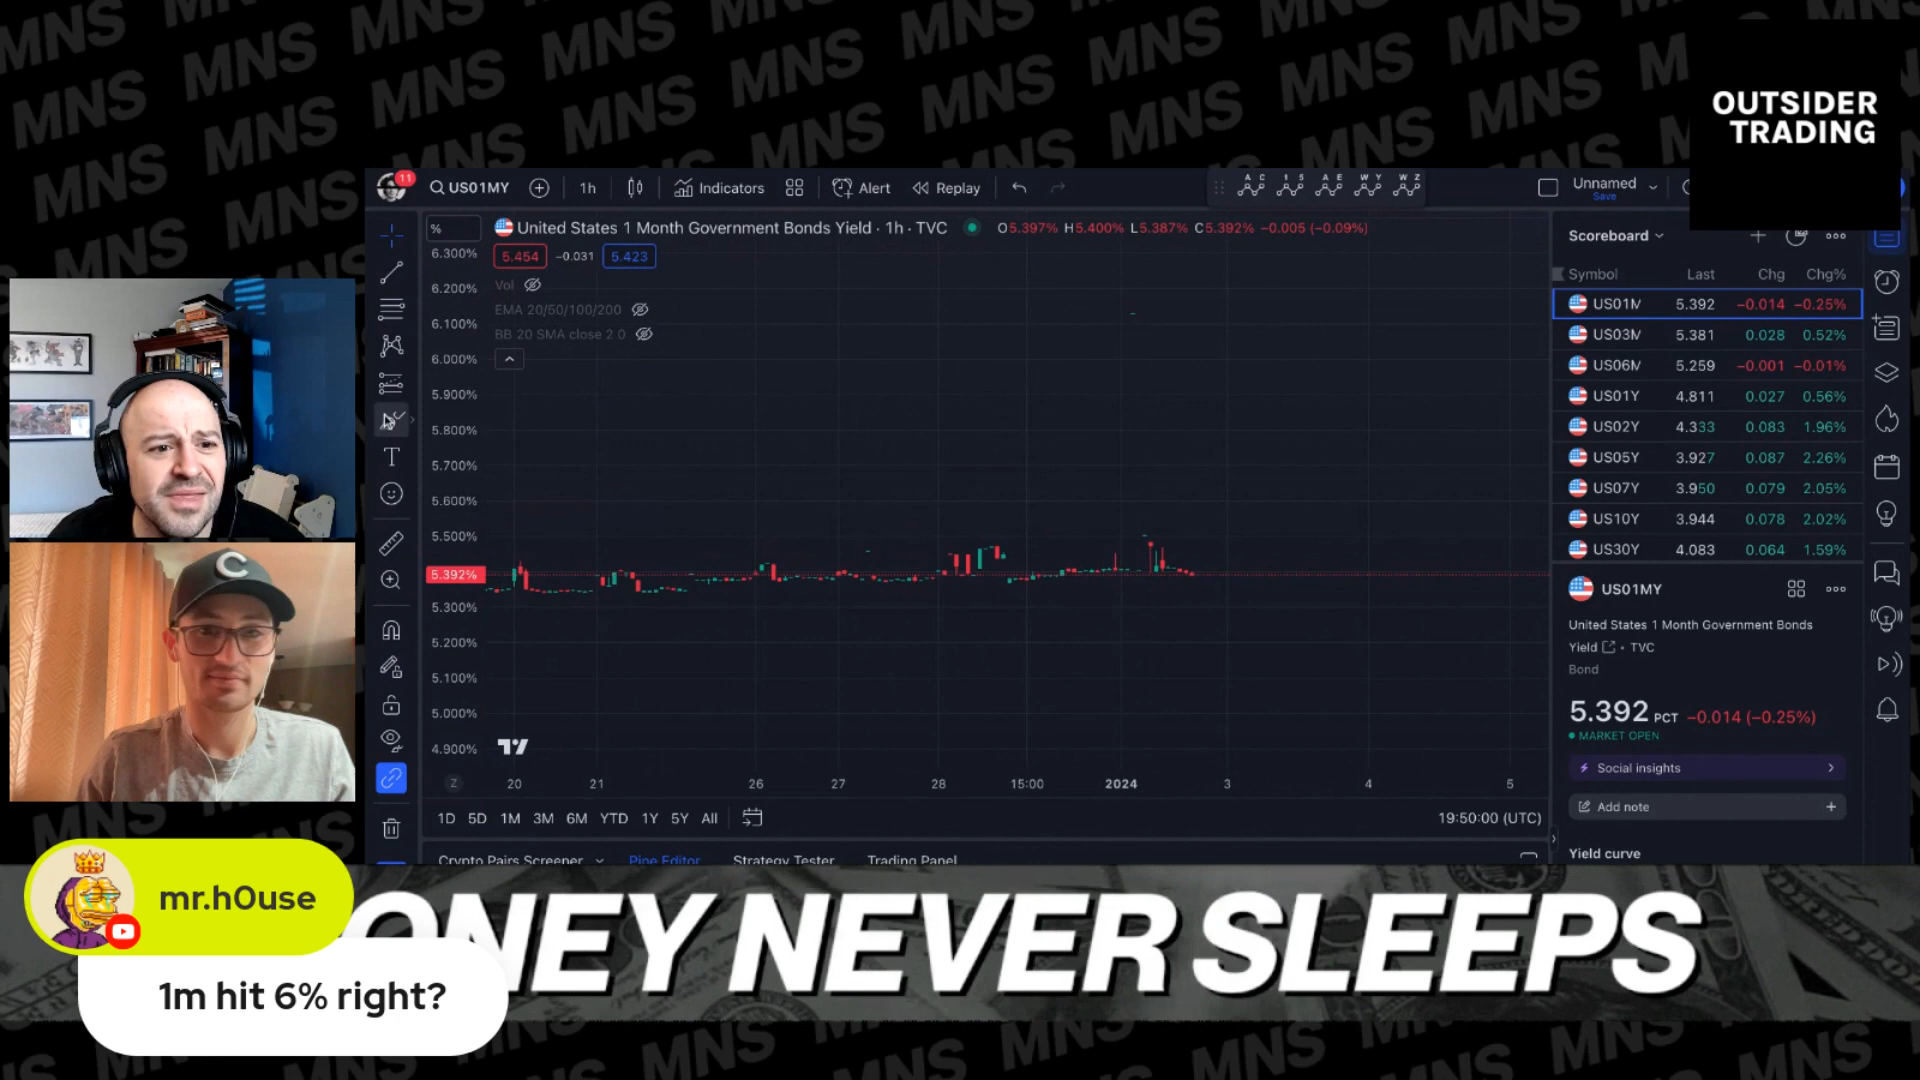 OUTSIDER
TRADING
11
US01MY
1h
Indicators
Alert
Replay
A C
1 5
A E
W Y
W Z
Unnamed
Save
%
United States 1 Month Government Bonds Yield · 1h · TVC
O5.397% H5.400% L5.387% C5.392% −0.005 (−0.09%)
5.454 −0.031 5.423
Vol
EMA 20/50/100/200
BB 20 SMA close 2 0
6.300%
6.200%
6.100%
6.000%
5.900%
5.800%
5.700%
5.600%
5.500%
5.392%
5.300%
5.200%
5.100%
5.000%
4.900%
Z 20 21 26 27 28 15:00 2024 3 4 5
1D 5D 1M 3M 6M YTD 1Y 5Y All
19:50:00 (UTC)
Crypto Pairs Screener Pine Editor Strategy Tester Trading Panel
Scoreboard
Symbol Last Chg Chg%
US01M 5.392 −0.014 −0.25%
US03M 5.381 0.028 0.52%
US06M 5.259 −0.001 −0.01%
US01Y 4.811 0.027 0.56%
US02Y 4.333 0.083 1.96%
US05Y 3.927 0.087 2.26%
US07Y 3.950 0.079 2.05%
US10Y 3.944 0.078 2.02%
US30Y 4.083 0.064 1.59%
US01MY
United States 1 Month Government Bonds
Yield • TVC
Bond
5.392 PCT −0.014 (−0.25%)
MARKET OPEN
Social insights
Add note
Yield curve
mr.h0use
1m hit 6% right?
ONEY NEVER SLEEPS
MNS